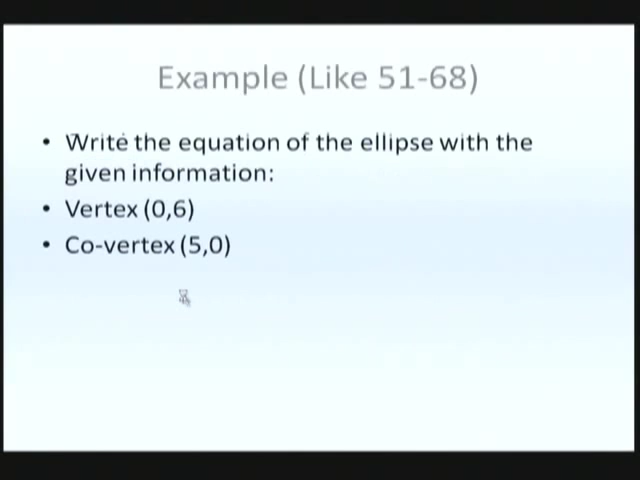 Example (Like 51-68)
• Write the equation of the ellipse with the
given information:
• Vertex (0,6)
• Co-vertex (5,0)